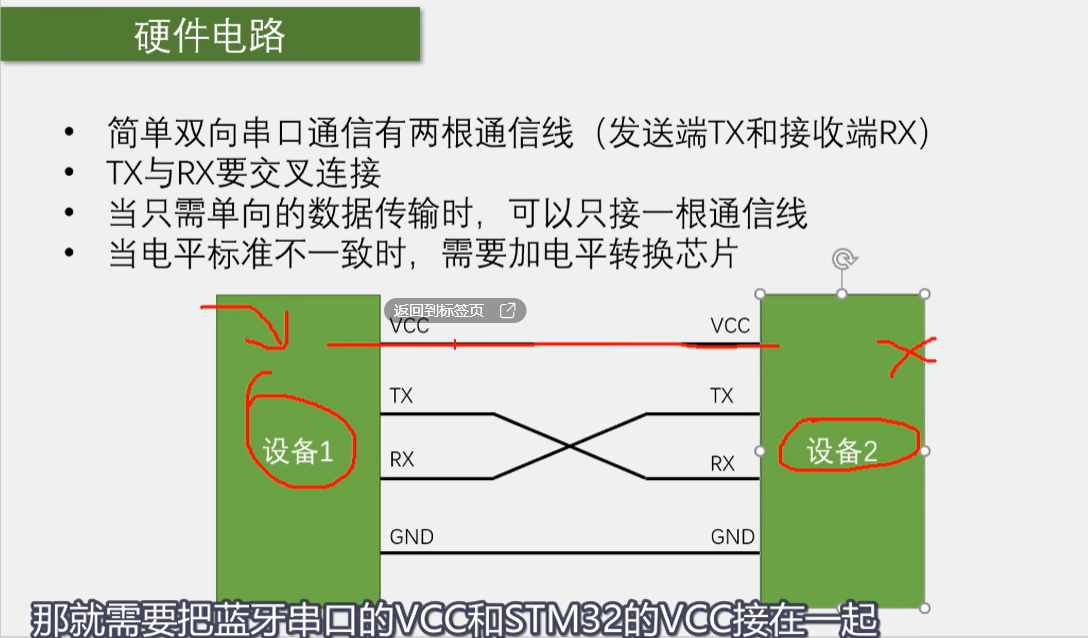 硬件电路
• 简单双向串口通信有两根通信线（发送端TX和接收端RX）
• TX与RX要交叉连接
• 当只需单向的数据传输时，可以只接一根通信线
• 当电平标准不一致时，需要加电平转换芯片
返回到标签页
VCC VCC
TX TX
设备1 设备2
RX RX
GND GND
那就需要把蓝牙串口的VCC和STM32的VCC接在一起